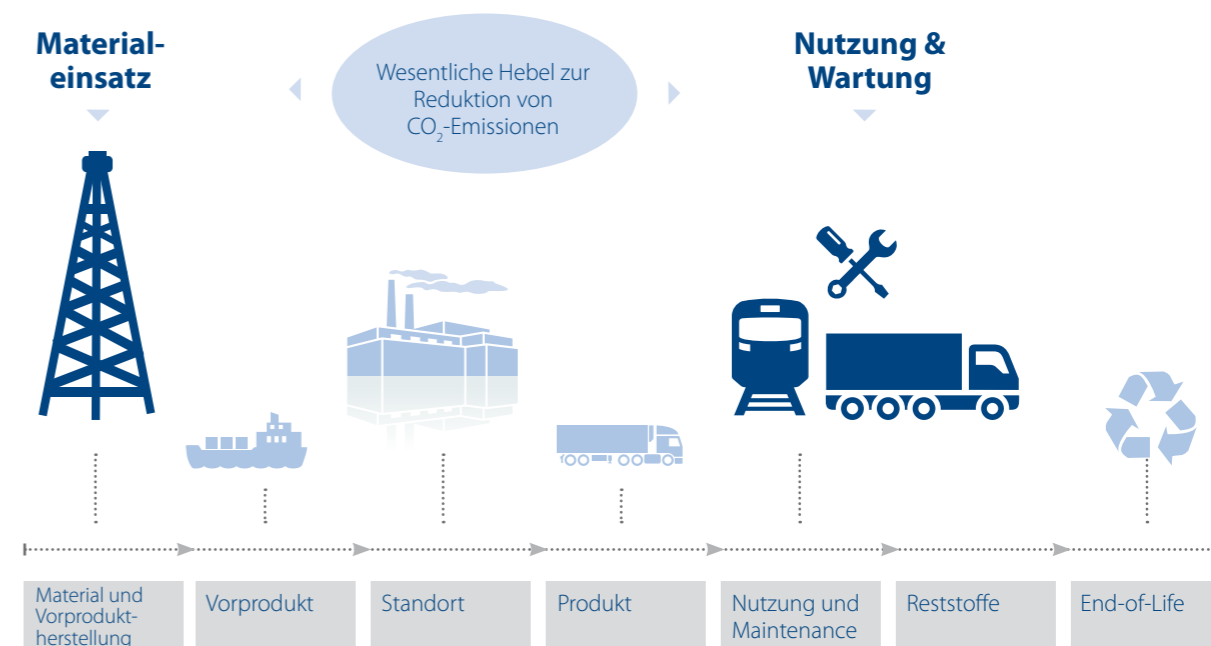 Material-
einsatz
Wesentliche Hebel zur
Reduktion von
CO₂-Emissionen
Nutzung &
Wartung
Material und
Vorprodukt-
herstellung
Vorprodukt
Standort
Produkt
Nutzung und
Maintenance
Reststoffe
End-of-Life